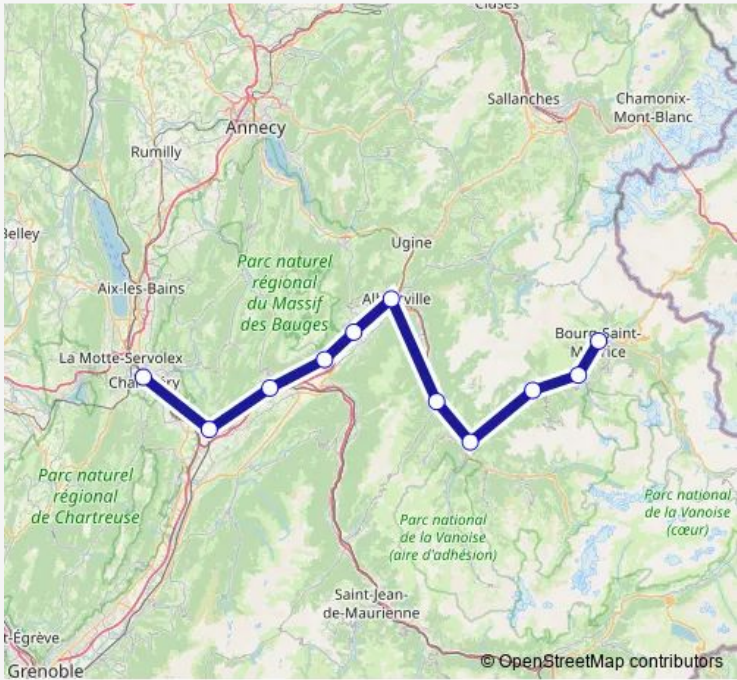 Cluses
Sallanches
Chamonix-
Mont-Blanc
Annecy
Rumilly
Belley
Ugine
Parc naturel
régional
du Massif
des Bauges
Aix-les-Bains
La Motte-Servolex
Parc naturel
régional
de Chartreuse
Parc national
de la Vanoise
(aire d'adhésion)
Parc national
de la Vanoise
(cœur)
Saint-Jean-
de-Maurienne
t-Égrève
Grenoble
© OpenStreetMap contributors